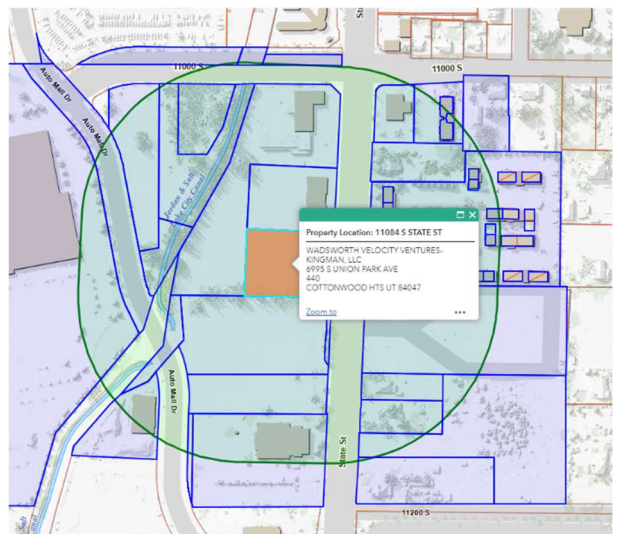 St
11000 S
11000 S
Auto Mall Dr
Auto Mall Dr
Jordan & Salt
Lake City Canal
Property Location: 11084 S STATE ST
WADSWORTH VELOCITY VENTURES-
KINGMAN, LLC
6995 S UNION PARK AVE
440
COTTONWOOD HTS UT 84047
Zoom to
Auto Mall Dr
State St
11200 S